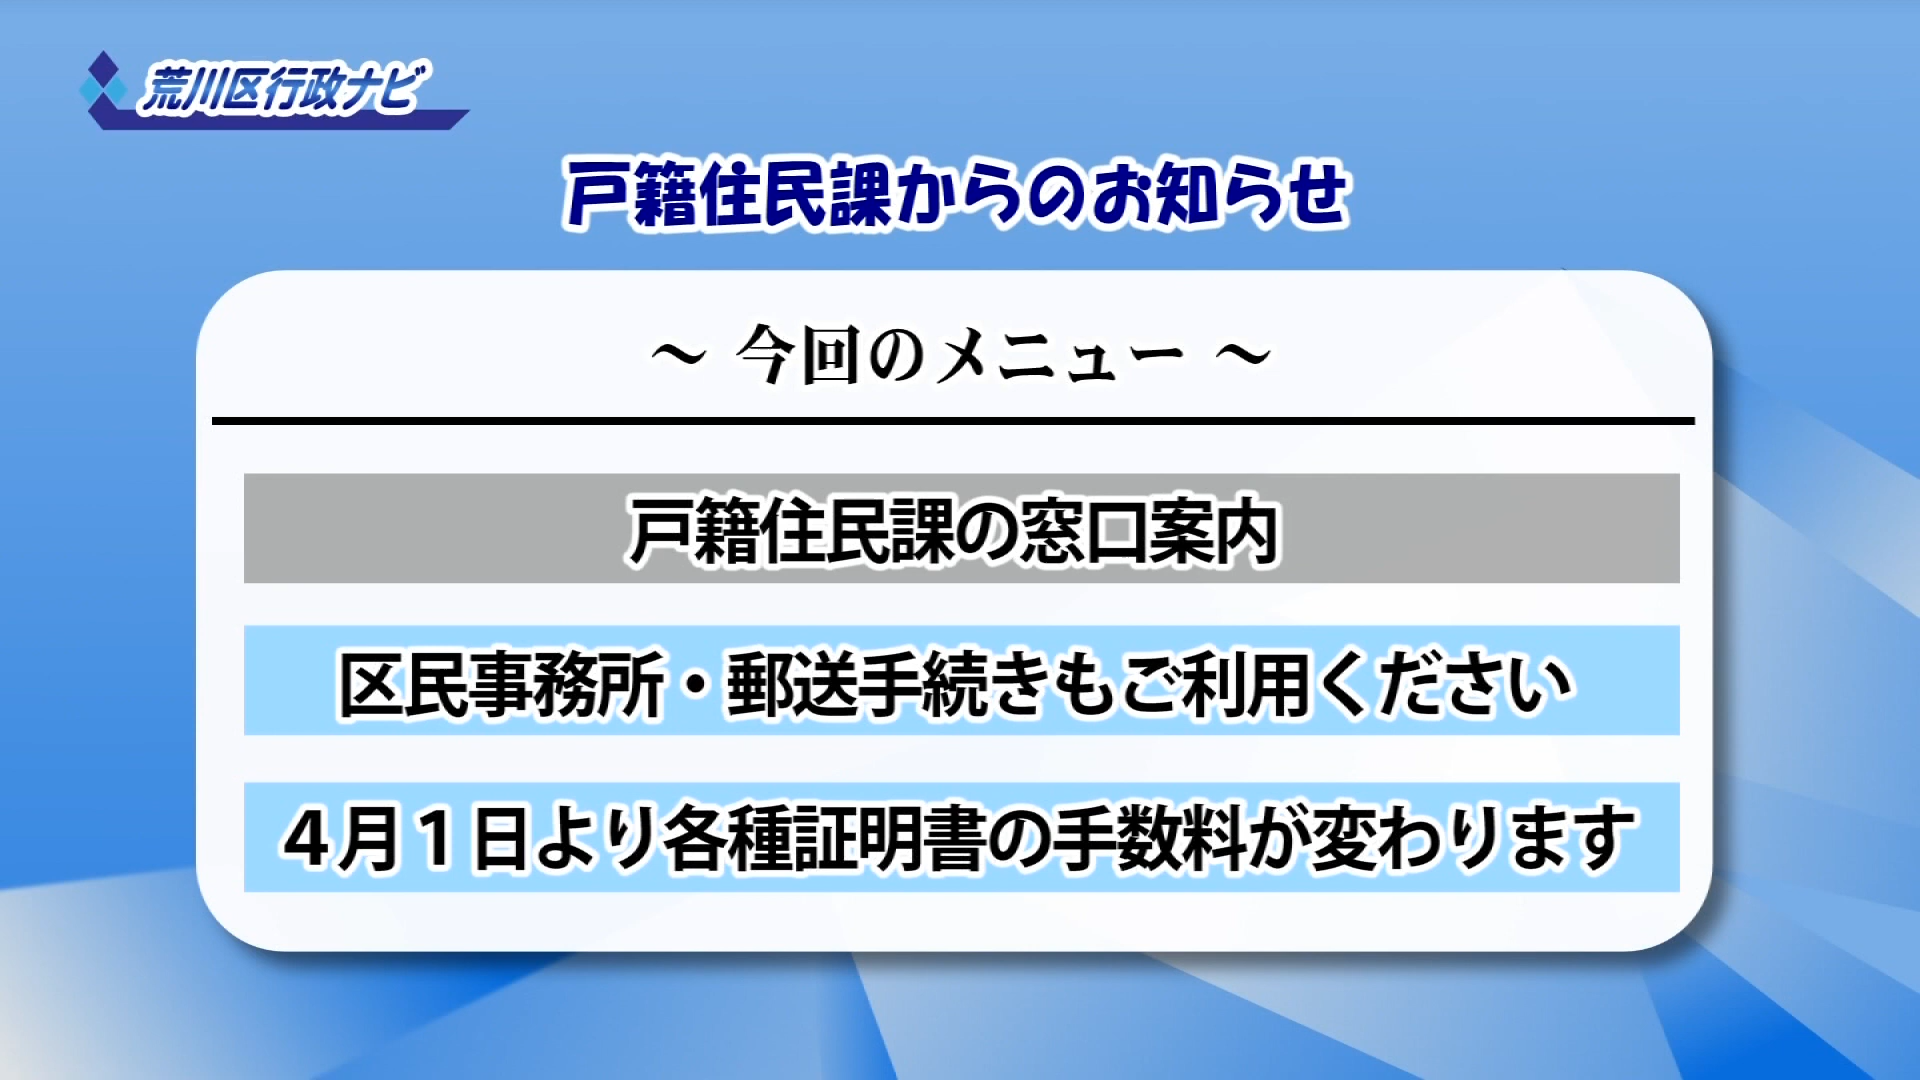 荒川区行政ナビ
戸籍住民課からのお知らせ
～ 今回のメニュー ～
戸籍住民課の窓口案内
区民事務所・郵送手続きもご利用ください
４月１日より各種証明書の手数料が変わります